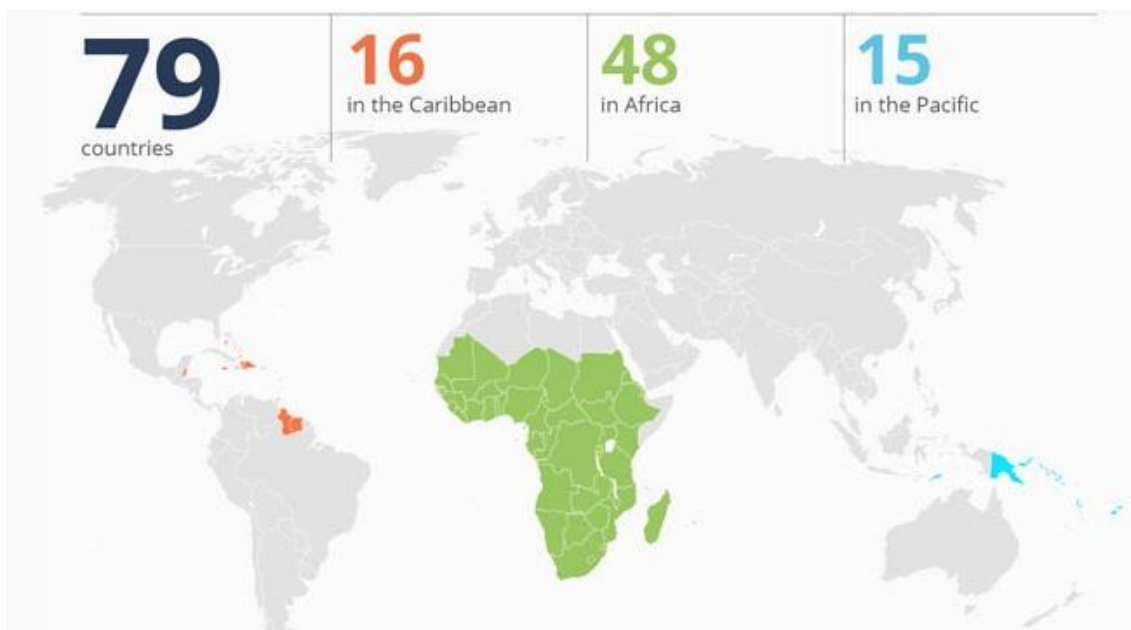 79
countries
16
in the Caribbean
48
in Africa
15
in the Pacific